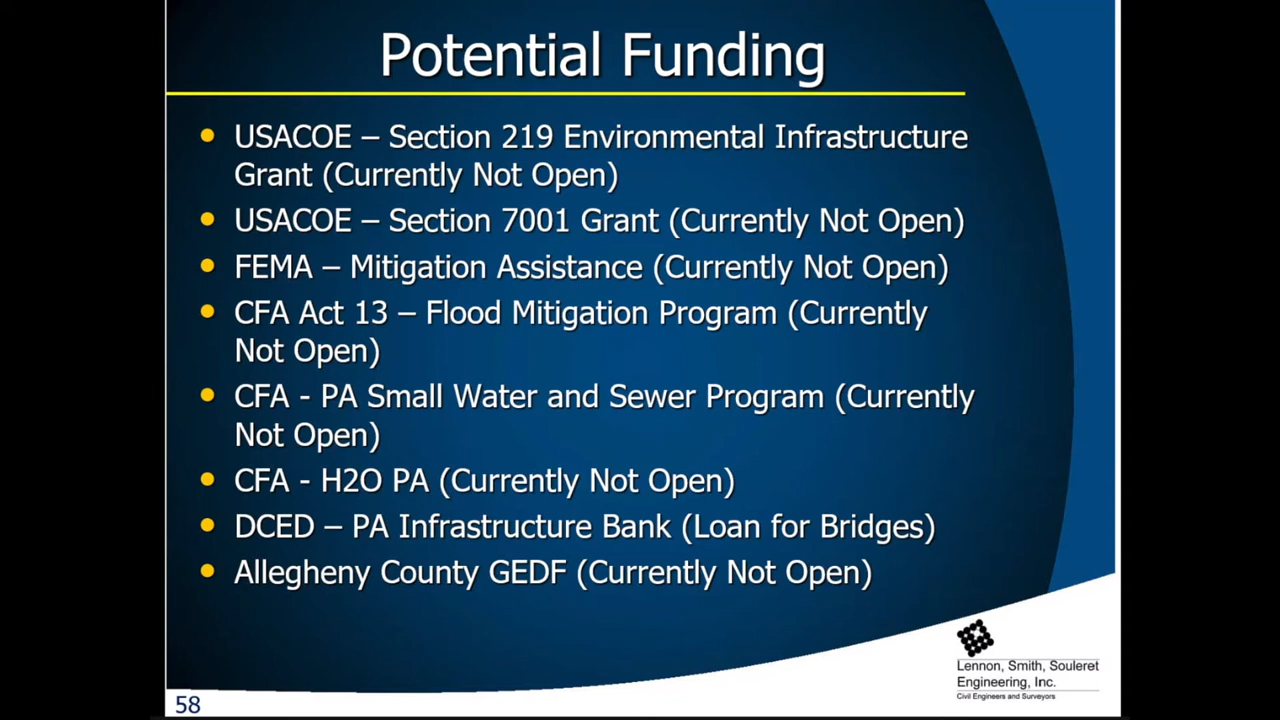 Potential Funding
USACOE – Section 219 Environmental Infrastructure
Grant (Currently Not Open)
USACOE – Section 7001 Grant (Currently Not Open)
FEMA – Mitigation Assistance (Currently Not Open)
CFA Act 13 – Flood Mitigation Program (Currently
Not Open)
CFA - PA Small Water and Sewer Program (Currently
Not Open)
CFA - H2O PA (Currently Not Open)
DCED – PA Infrastructure Bank (Loan for Bridges)
Allegheny County GEDF (Currently Not Open)
Lennon, Smith, Souleret
Engineering, Inc.
Civil Engineers and Surveyors
58